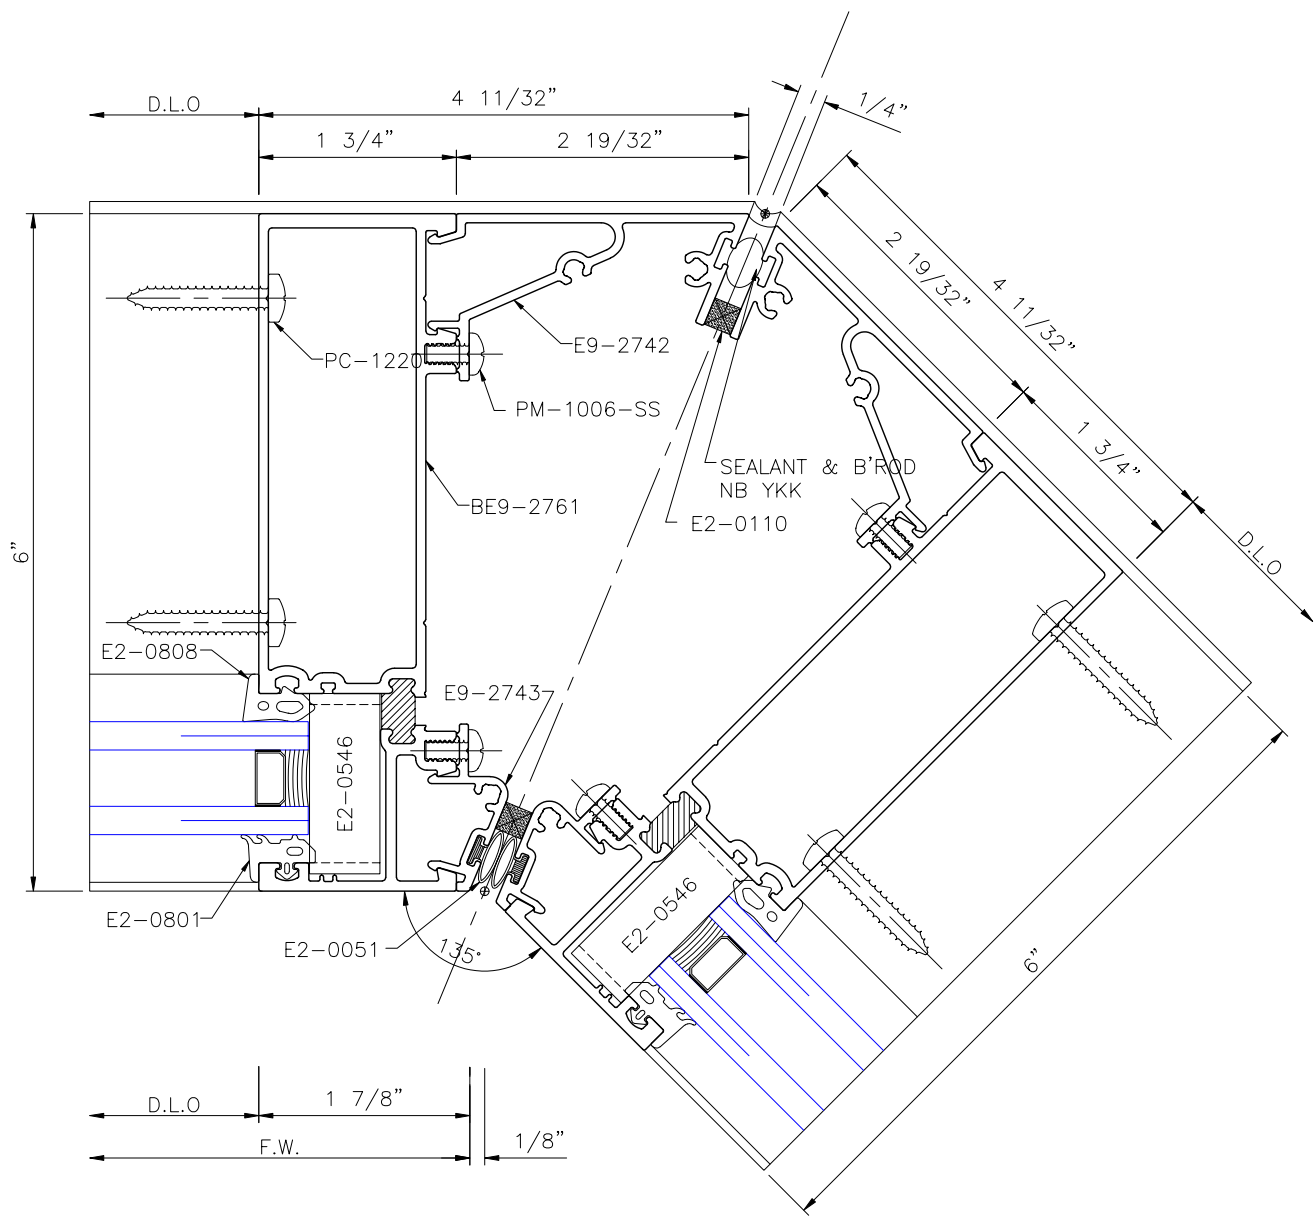 D.L.O
4 11/32”
1/4”
1 3/4”
2 19/32”
2 19/32”
4 11/32”
E9-2742
PC-1220
PM-1006-SS
1 3/4”
SEALANT & B'ROD
NB YKK
BE9-2761
E2-0110
D.L.O
6”
E2-0808
E9-2743
E2-0546
E2-0546
E2-0801
E2-0051
135°
6”
D.L.O
1 7/8”
F.W.
1/8”